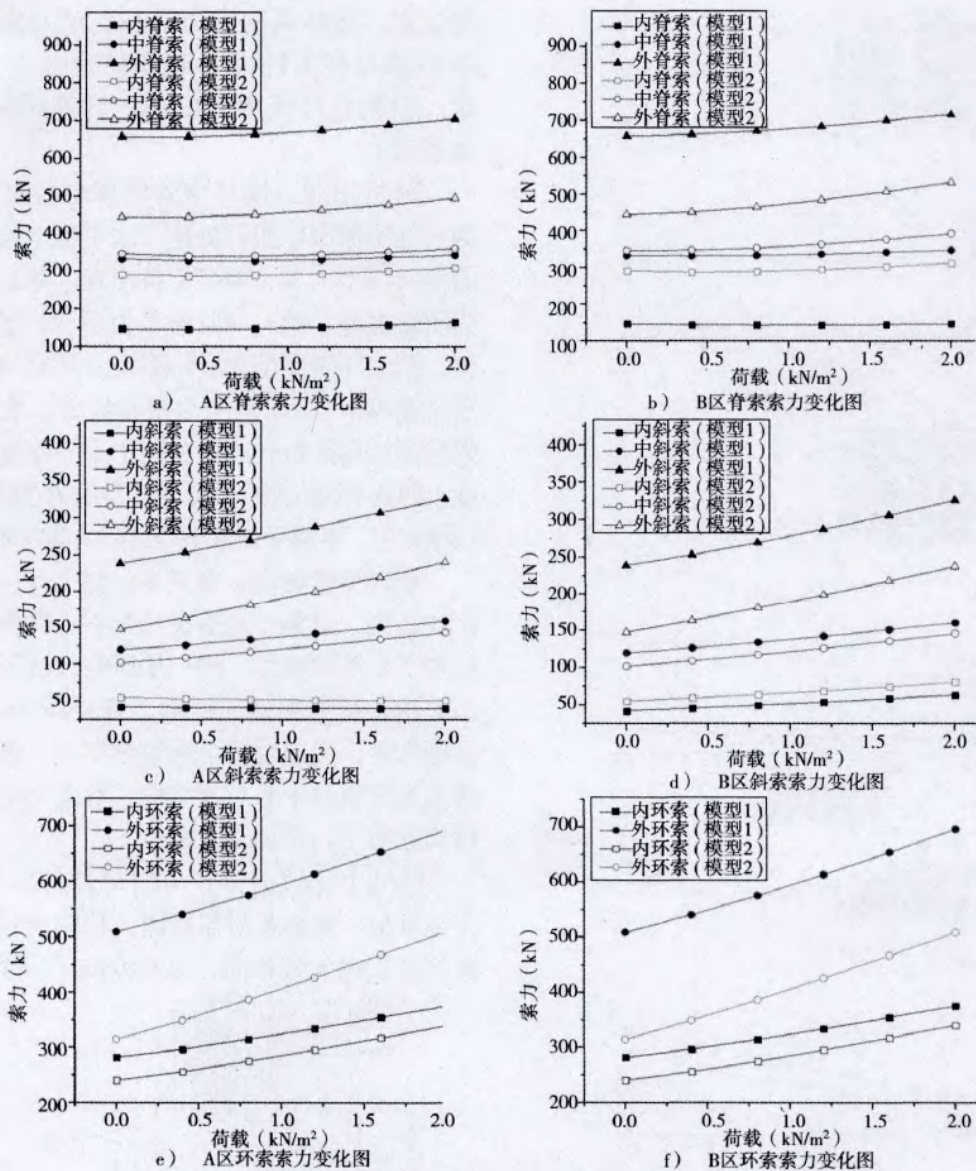 内脊索(模型1)
中脊索(模型1)
外脊索(模型1)
内脊索(模型2)
中脊索(模型2)
外脊索(模型2)
900
800
700
600
500
400
300
200
100
索力(kN)
0.0 0.5 1.0 1.5 2.0
荷载(kN/m²)
a) A区脊索索力变化图
内脊索(模型1)
中脊索(模型1)
外脊索(模型1)
内脊索(模型2)
中脊索(模型2)
外脊索(模型2)
900
800
700
600
500
400
300
200
100
索力(kN)
0.0 0.5 1.0 1.5 2.0
荷载(kN/m²)
b) B区脊索索力变化图
内斜索(模型1)
中斜索(模型1)
外斜索(模型1)
内斜索(模型2)
中斜索(模型2)
外斜索(模型2)
400
350
300
250
200
150
100
50
索力(kN)
0.0 0.5 1.0 1.5 2.0
荷载(kN/m²)
c) A区斜索索力变化图
内斜索(模型1)
中斜索(模型1)
外斜索(模型1)
内斜索(模型2)
中斜索(模型2)
外斜索(模型2)
400
350
300
250
200
150
100
50
索力(kN)
0.0 0.5 1.0 1.5 2.0
荷载(kN/m²)
d) B区斜索索力变化图
内环索(模型1)
外环索(模型1)
内环索(模型2)
外环索(模型2)
700
600
500
400
300
200
索力(kN)
0.0 0.5 1.0 1.5 2.0
荷载(kN/m²)
e) A区环索索力变化图
内环索(模型1)
外环索(模型1)
内环索(模型2)
外环索(模型2)
700
600
500
400
300
200
索力(kN)
0.0 0.5 1.0 1.5 2.0
荷载(kN/m²)
f) B区环索索力变化图